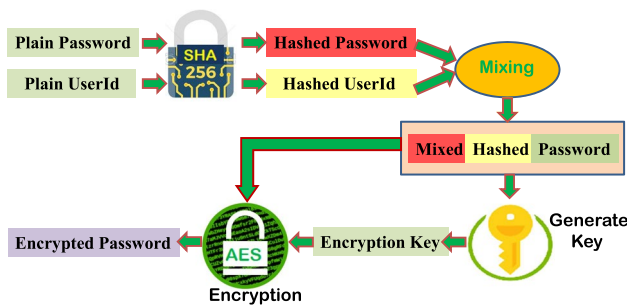 Plain Password
SHA
256
Hashed Password
Plain UserId
Hashed UserId
Mixing
Mixed Hashed Password
Generate
Key
Encrypted Password
AES
Encryption Key
Encryption